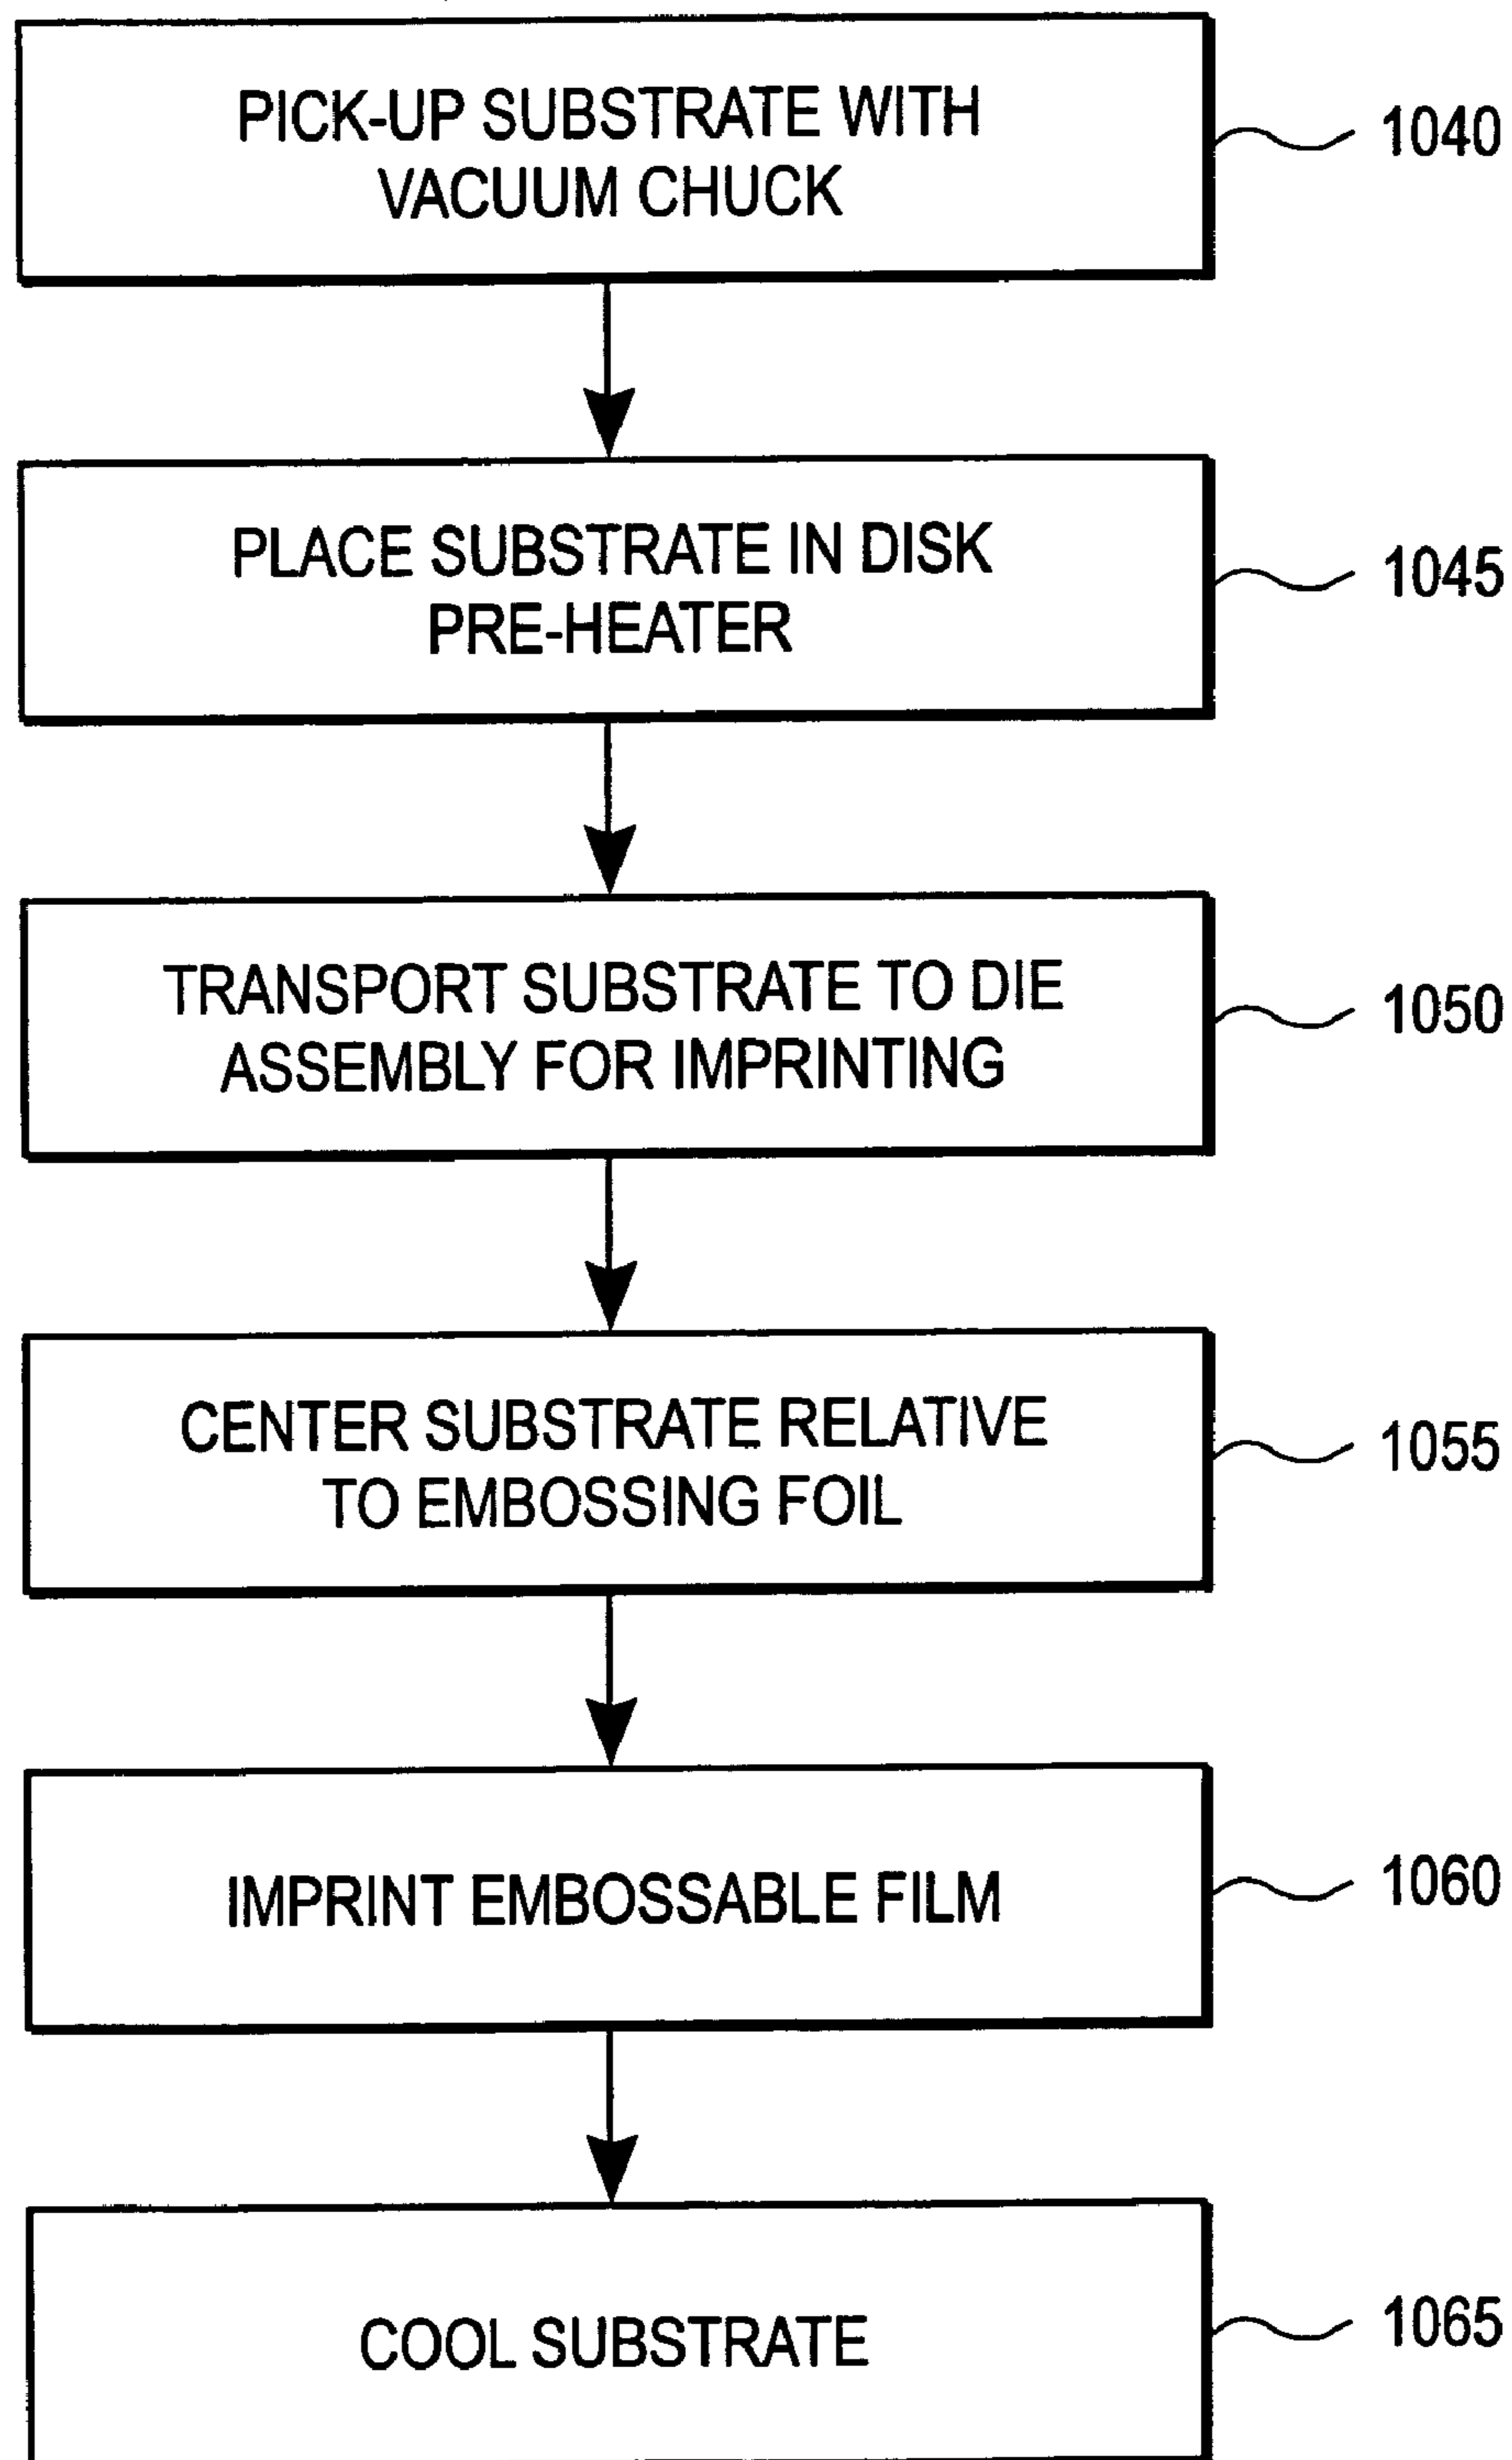 PICK-UP SUBSTRATE WITH
VACUUM CHUCK
1040
PLACE SUBSTRATE IN DISK
PRE-HEATER
1045
TRANSPORT SUBSTRATE TO DIE
ASSEMBLY FOR IMPRINTING
1050
CENTER SUBSTRATE RELATIVE
TO EMBOSSING FOIL
1055
IMPRINT EMBOSSABLE FILM
1060
COOL SUBSTRATE
1065